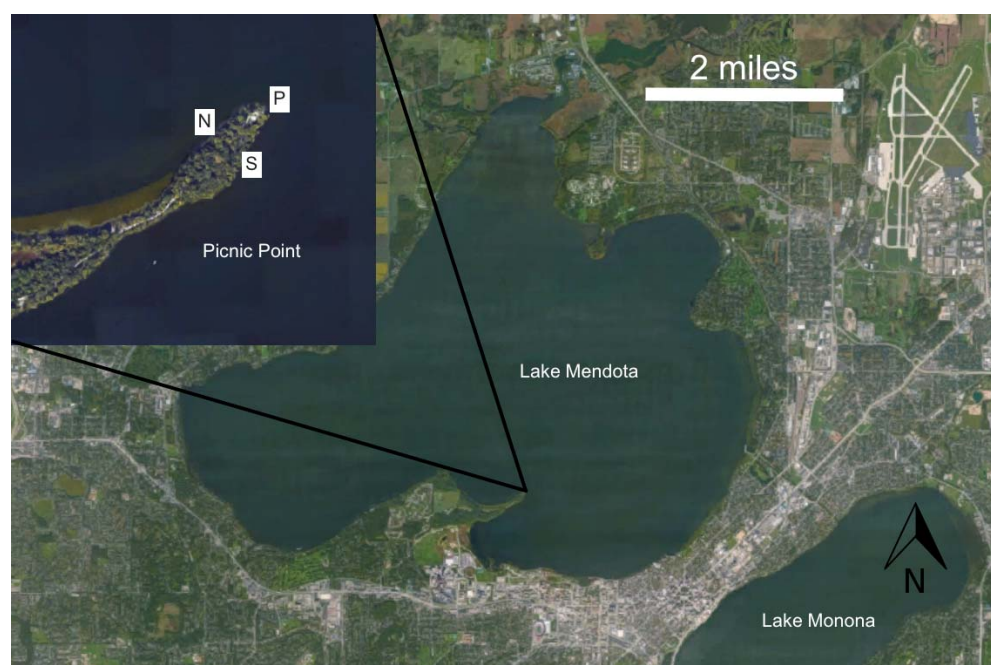 2 miles
P
N
S
Picnic Point
Lake Mendota
N
Lake Monona